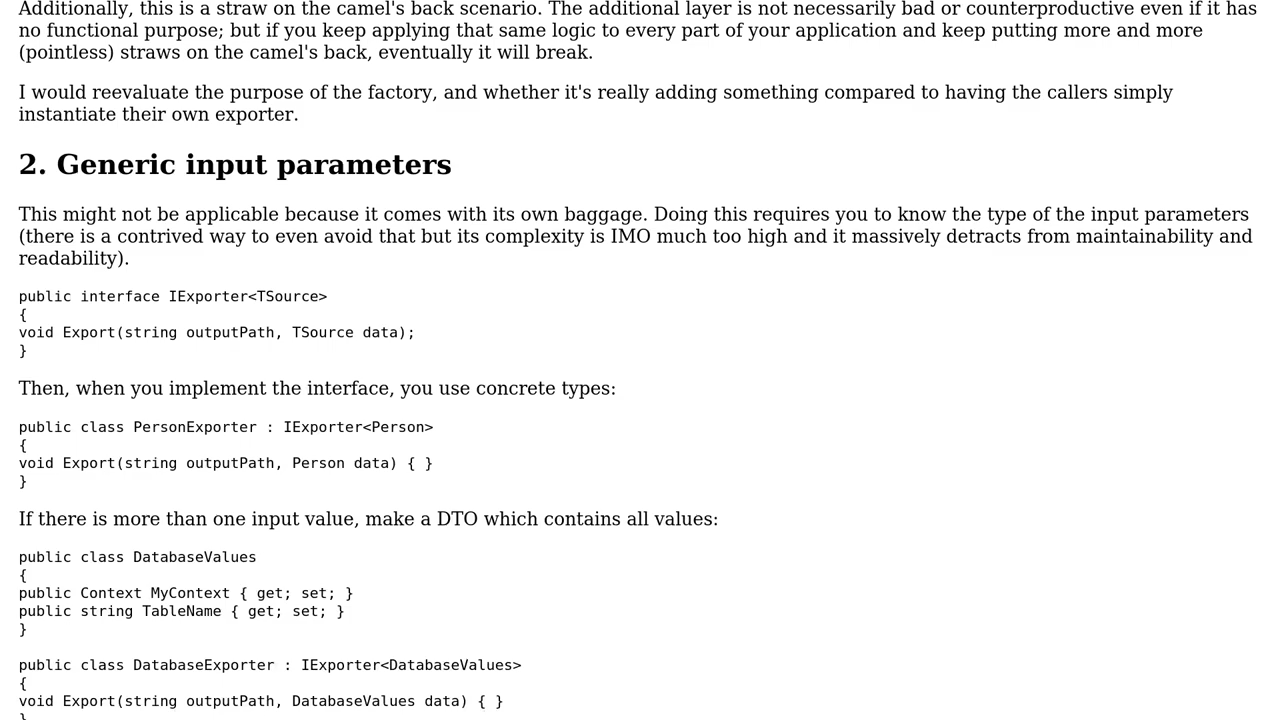 Additionally, this is a straw on the camel's back scenario. The additional layer is not necessarily bad or counterproductive even if it has
no functional purpose; but if you keep applying that same logic to every part of your application and keep putting more and more
(pointless) straws on the camel's back, eventually it will break.
I would reevaluate the purpose of the factory, and whether it's really adding something compared to having the callers simply
instantiate their own exporter.
2. Generic input parameters
This might not be applicable because it comes with its own baggage. Doing this requires you to know the type of the input parameters
(there is a contrived way to even avoid that but its complexity is IMO much too high and it massively detracts from maintainability and
readability).
public interface IExporter<TSource>
{
void Export(string outputPath, TSource data);
}
Then, when you implement the interface, you use concrete types:
public class PersonExporter : IExporter<Person>
{
void Export(string outputPath, Person data) { }
}
If there is more than one input value, make a DTO which contains all values:
public class DatabaseValues
{
public Context MyContext { get; set; }
public string TableName { get; set; }
}
public class DatabaseExporter : IExporter<DatabaseValues>
{
void Export(string outputPath, DatabaseValues data) { }
}